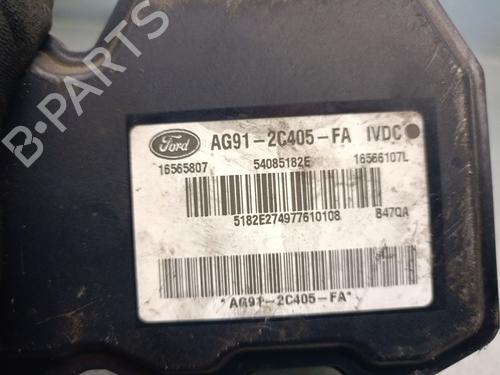 B-PARTS
Ford AG91-2C405-FA IVDC
16565807 54085182E 16566107L
5182E274977610108 B47QA
*AG91-2C405-FA*